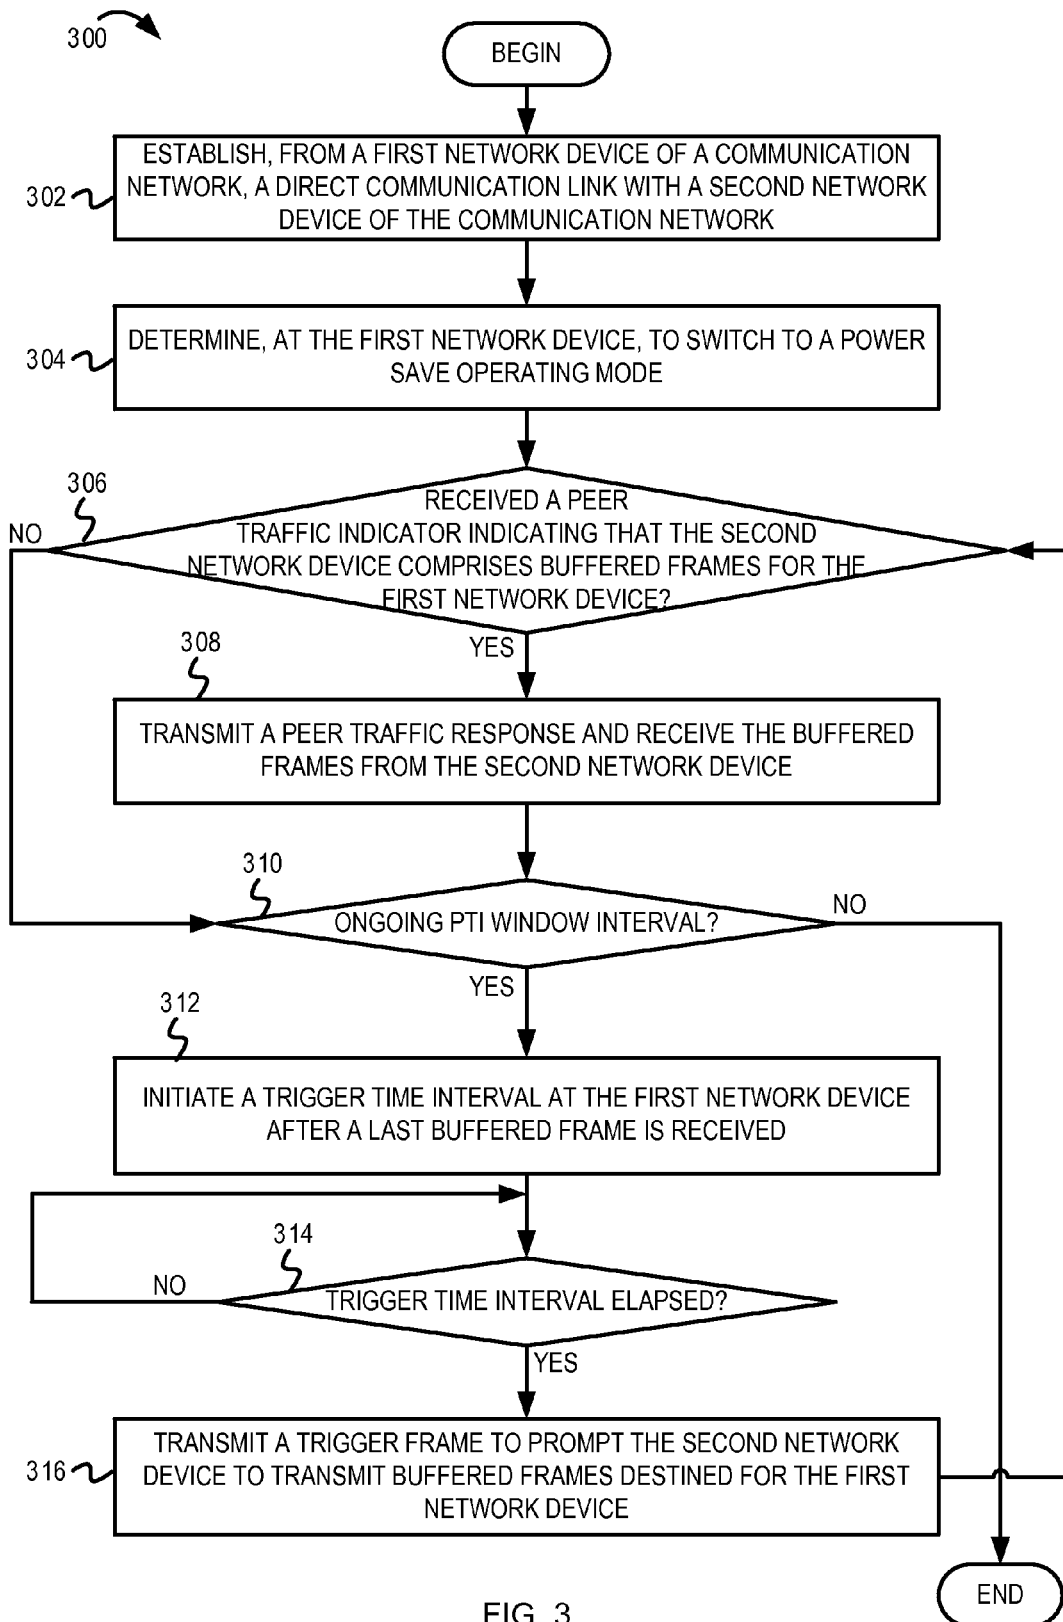 300
BEGIN
302
ESTABLISH, FROM A FIRST NETWORK DEVICE OF A COMMUNICATION
NETWORK, A DIRECT COMMUNICATION LINK WITH A SECOND NETWORK
DEVICE OF THE COMMUNICATION NETWORK
304
DETERMINE, AT THE FIRST NETWORK DEVICE, TO SWITCH TO A POWER
SAVE OPERATING MODE
306
NO
RECEIVED A PEER
TRAFFIC INDICATOR INDICATING THAT THE SECOND
NETWORK DEVICE COMPRISES BUFFERED FRAMES FOR THE
FIRST NETWORK DEVICE?
YES
308
TRANSMIT A PEER TRAFFIC RESPONSE AND RECEIVE THE BUFFERED
FRAMES FROM THE SECOND NETWORK DEVICE
310
ONGOING PTI WINDOW INTERVAL?
NO
YES
312
INITIATE A TRIGGER TIME INTERVAL AT THE FIRST NETWORK DEVICE
AFTER A LAST BUFFERED FRAME IS RECEIVED
314
NO
TRIGGER TIME INTERVAL ELAPSED?
YES
316
TRANSMIT A TRIGGER FRAME TO PROMPT THE SECOND NETWORK
DEVICE TO TRANSMIT BUFFERED FRAMES DESTINED FOR THE FIRST
NETWORK DEVICE
END
FIG. 3